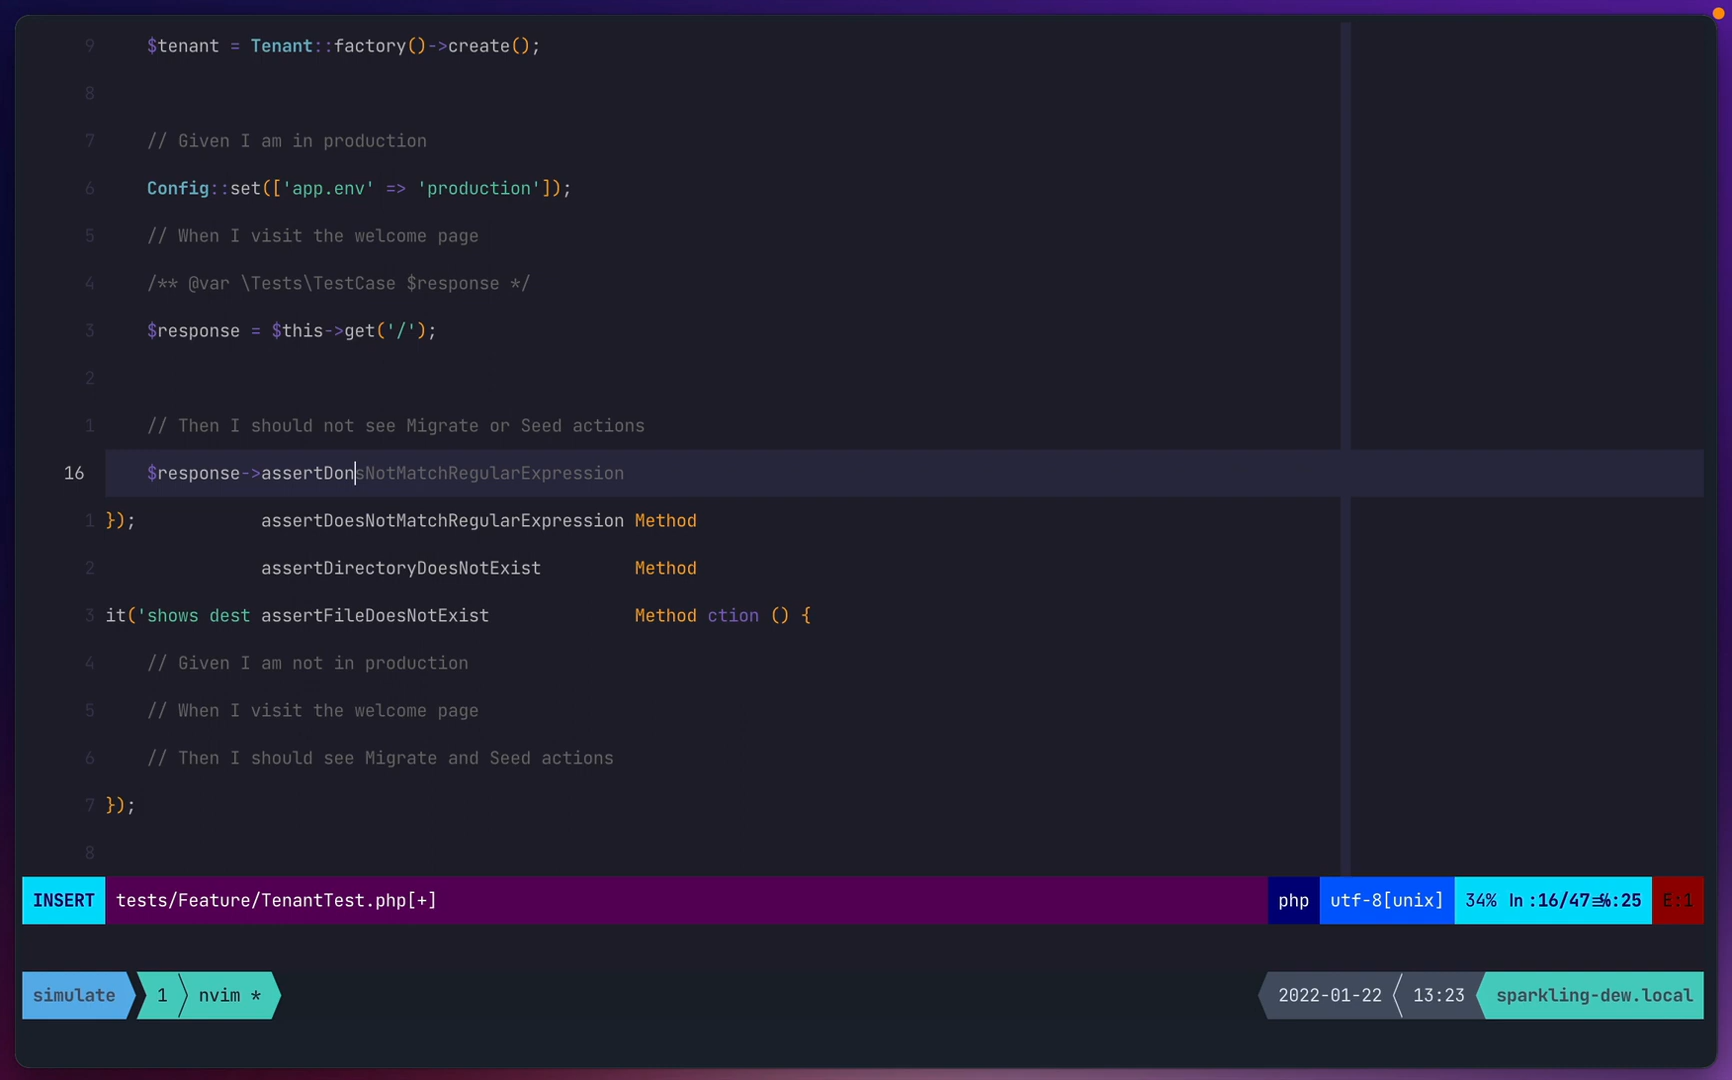 9 $tenant = Tenant::factory()->create();
8
7 // Given I am in production
6 Config::set(['app.env' => 'production']);
5 // When I visit the welcome page
4 /** @var \Tests\TestCase $response */
3 $response = $this->get('/');
2
1 // Then I should not see Migrate or Seed actions
16 $response->assertDonsNotMatchRegularExpression
1 }); assertDoesNotMatchRegularExpression Method
2 assertDirectoryDoesNotExist Method
3 it('shows dest assertFileDoesNotExist Method ction () {
4 // Given I am not in production
5 // When I visit the welcome page
6 // Then I should see Migrate and Seed actions
7 });
8
INSERT tests/Feature/TenantTest.php[+] php utf-8[unix] 34% ln :16/47≡%:25 E:1
simulate 1 nvim * 2022-01-22 13:23 sparkling-dew.local